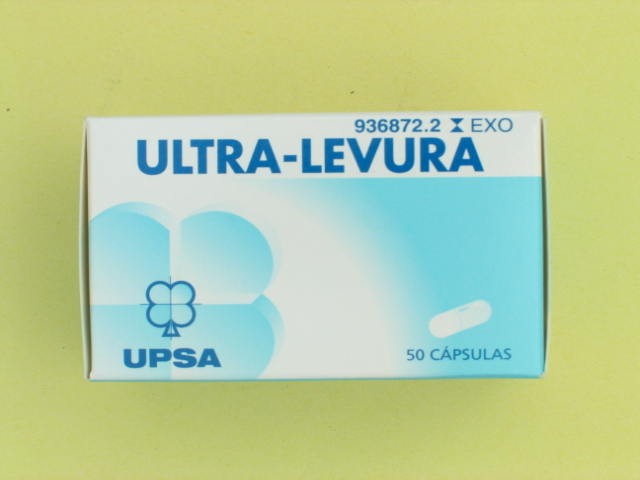 936872.2 EXO
ULTRA-LEVURA
UPSA
50 CÁPSULAS